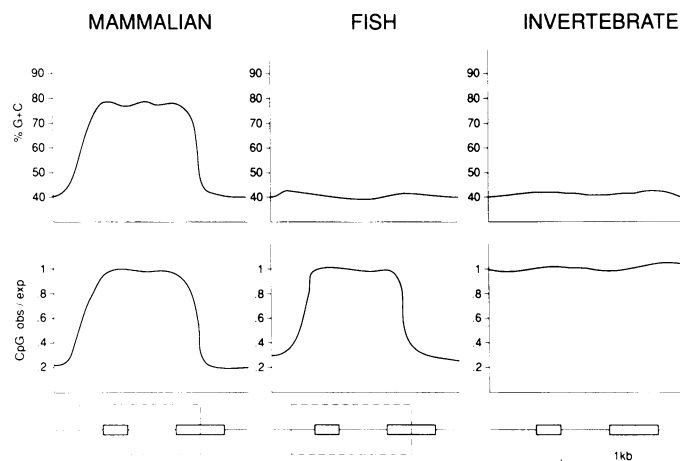 MAMMALIAN FISH INVERTEBRATE
% G+C
90 90 90
80 80 80
70 70 70
60 60 60
50 50 50
40 40 40
CpG obs / exp
1 1 1
.8 .8 .8
.6 .6 .6
.4 .4 .4
.2 .2 .2
1kb